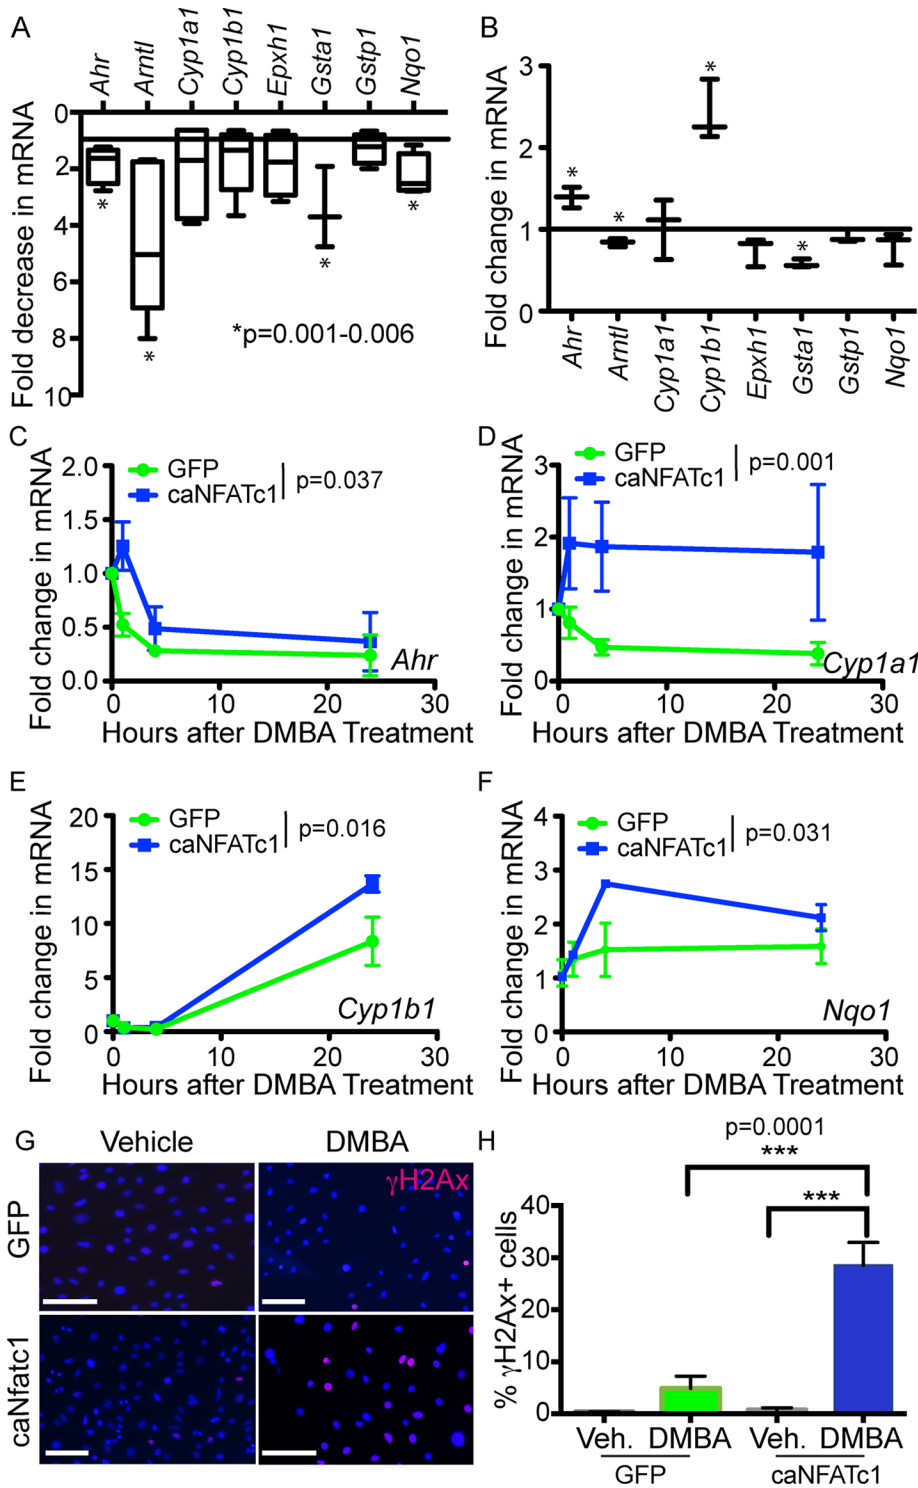 A
Ahr
Arntl
Cyp1a1
Cyp1b1
Epxh1
Gsta1
Gstp1
Nqo1
Fold decrease in mRNA
0
2
4
6
8
10
*
*
*
*
*p=0.001-0.006
B
Fold change in mRNA
3
2
1
0
*
*
*
*
Ahr
Arntl
Cyp1a1
Cyp1b1
Epxh1
Gsta1
Gstp1
Nqo1
C
Fold change in mRNA
2.0
1.5
1.0
0.5
0.0
GFP
caNFATc1
p=0.037
Ahr
0 10 20 30
Hours after DMBA Treatment
D
Fold change in mRNA
3
2
1
0
GFP
caNFATc1
p=0.001
Cyp1a1
0 10 20 30
Hours after DMBA Treatment
E
Fold change in mRNA
20
15
10
5
0
GFP
caNFATc1
p=0.016
Cyp1b1
0 10 20 30
Hours after DMBA Treatment
F
Fold change in mRNA
4
3
2
1
0
GFP
caNFATc1
p=0.031
Nqo1
0 10 20 30
Hours after DMBA Treatment
G
Vehicle DMBA
γH2Ax
GFP
caNfatc1
H
p=0.0001
***
***
% γH2Ax+ cells
40
30
20
10
0
Veh. DMBA Veh. DMBA
GFP caNFATc1